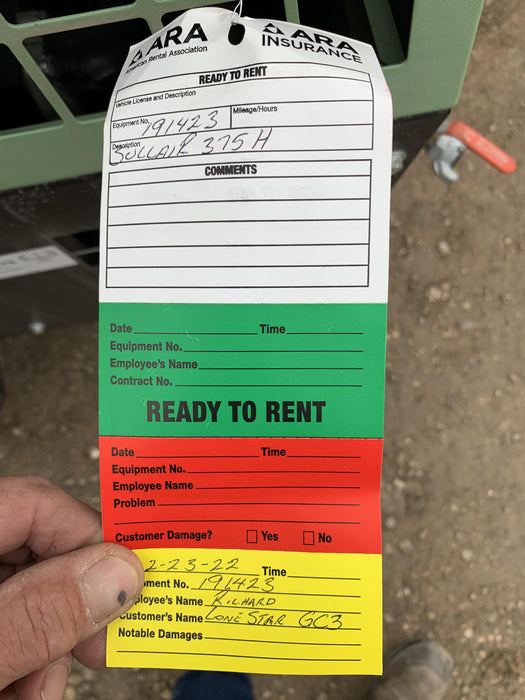 ARA
American Rental Association
ARA
INSURANCE
READY TO RENT
Vehicle License and Description
Equipment No. 191423 Mileage/Hours
Description SULLAIR 375H
COMMENTS
Date Time
Equipment No.
Employee's Name
Contract No.
READY TO RENT
Date Time
Equipment No.
Employee Name
Problem
Customer Damage? Yes No
2-23-22 Time
ment No. 191423
ployee's Name RICHARD
Customer's Name LONE STAR GC3
Notable Damages